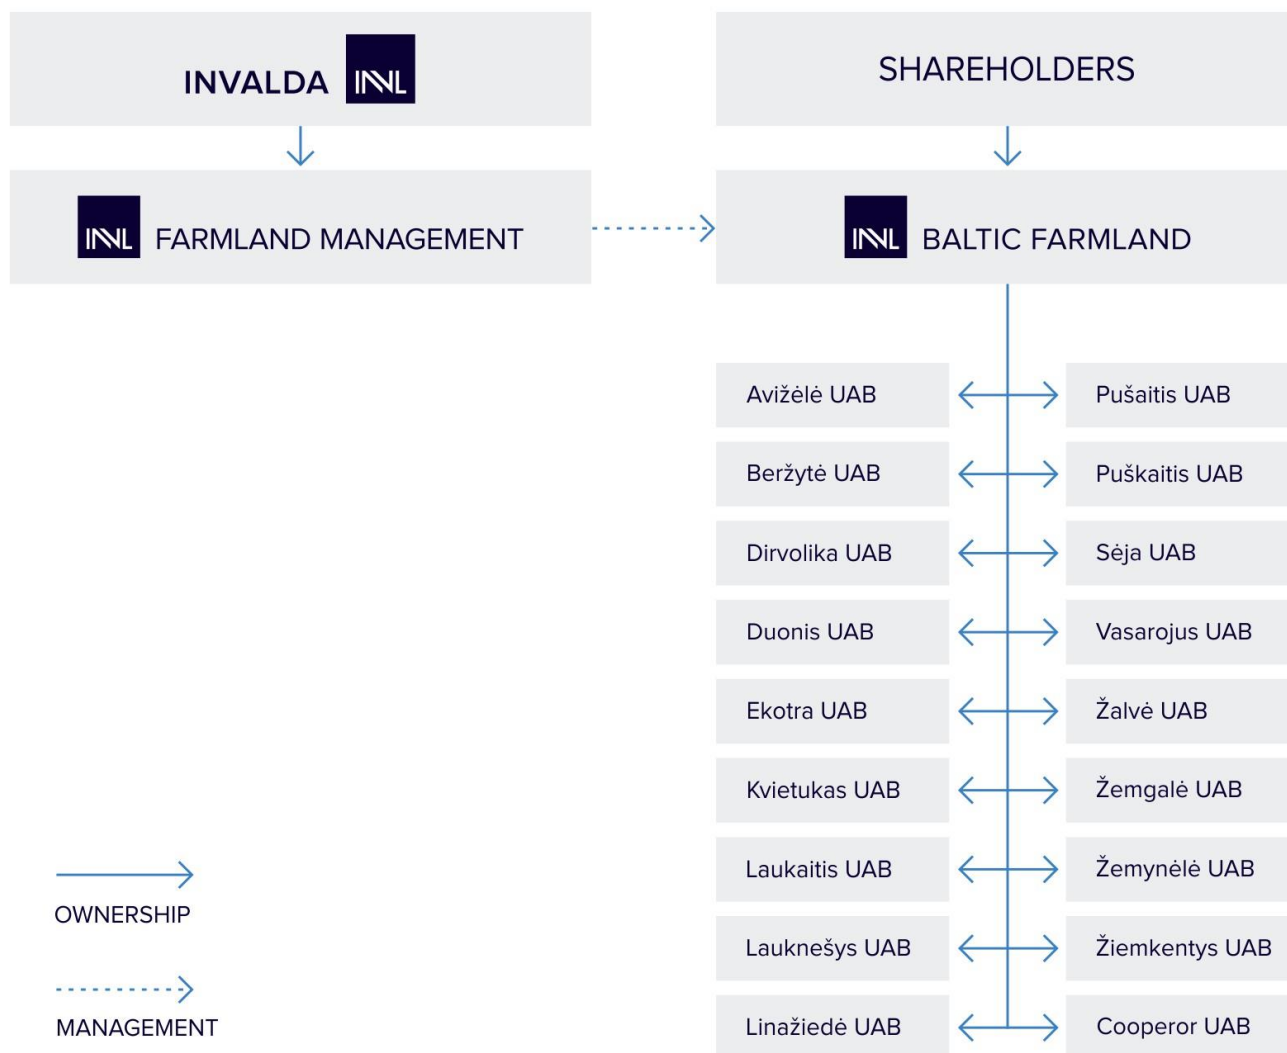 INVALDA INVL
SHAREHOLDERS
INVL FARMLAND MANAGEMENT
INVL BALTIC FARMLAND
Avižėlė UAB
Pušaitis UAB
Beržytė UAB
Puškaitis UAB
Dirvolika UAB
Sėja UAB
Duonis UAB
Vasarojus UAB
Ekotra UAB
Žalvė UAB
Kvietukas UAB
Žemgalė UAB
Laukaitis UAB
Žemynėlė UAB
Lauknešys UAB
Žiemkentys UAB
Linažiedė UAB
Cooperor UAB
OWNERSHIP
MANAGEMENT